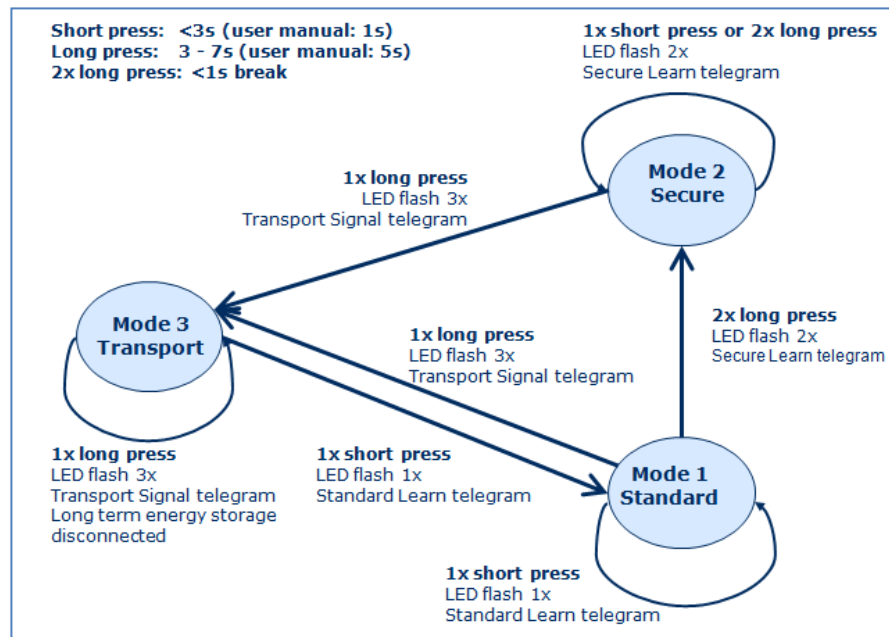 Short press: <3s (user manual: 1s)
Long press: 3 - 7s (user manual: 5s)
2x long press: <1s break
1x short press or 2x long press
LED flash 2x
Secure Learn telegram
Mode 2
Secure
1x long press
LED flash 3x
Transport Signal telegram
Mode 3
Transport
1x long press
LED flash 3x
Transport Signal telegram
2x long press
LED flash 2x
Secure Learn telegram
1x long press
LED flash 3x
Transport Signal telegram
Long term energy storage
disconnected
1x short press
LED flash 1x
Standard Learn telegram
Mode 1
Standard
1x short press
LED flash 1x
Standard Learn telegram